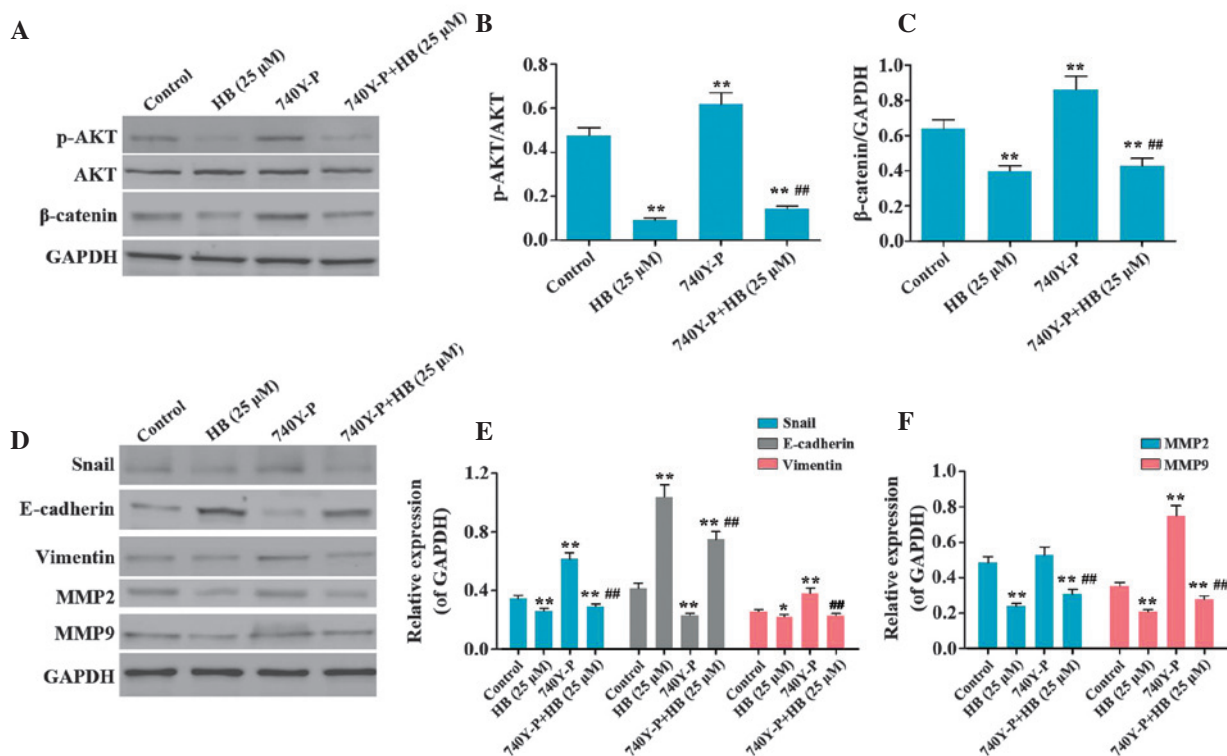 A
Control
HB (25 μM)
740Y-P
740Y-P+HB (25 μM)
p-AKT
AKT
β-catenin
GAPDH
B
p-AKT/AKT
0.8
0.6
0.4
0.2
0.0
**
**
** ##
Control
HB (25 μM)
740Y-P
740Y-P+HB (25 μM)
C
β-catenin/GAPDH
1.0
0.8
0.6
0.4
0.2
0.0
**
**
** ##
Control
HB (25 μM)
740Y-P
740Y-P+HB (25 μM)
D
Control
HB (25 μM)
740Y-P
740Y-P+HB (25 μM)
Snail
E-cadherin
Vimentin
MMP2
MMP9
GAPDH
E
Snail
E-cadherin
Vimentin
Relative expression
(of GAPDH)
1.2
0.8
0.4
0.0
**
**
** ##
**
**
** ##
*
**
##
Control
HB (25 μM)
740Y-P
740Y-P+HB (25 μM)
Control
HB (25 μM)
740Y-P
740Y-P+HB (25 μM)
Control
HB (25 μM)
740Y-P
740Y-P+HB (25 μM)
F
MMP2
MMP9
Relative expression
(of GAPDH)
1.0
0.8
0.6
0.4
0.2
0.0
**
** ##
**
**
** ##
Control
HB (25 μM)
740Y-P
740Y-P+HB (25 μM)
Control
HB (25 μM)
740Y-P
740Y-P+HB (25 μM)